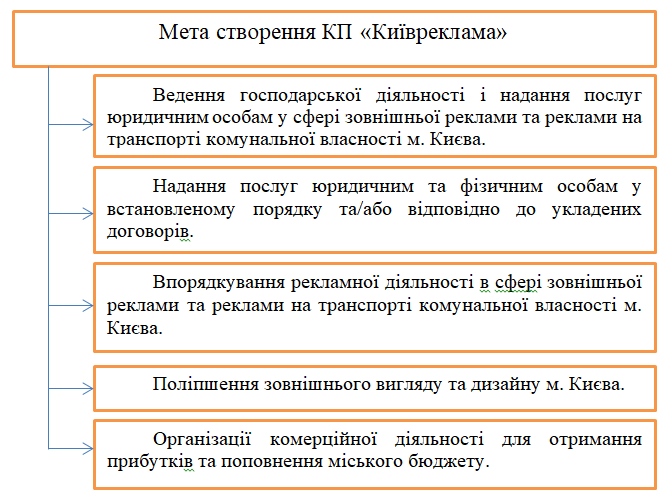 Мета створення КП «Київреклама»
Ведення господарської діяльності і надання послуг
юридичним особам у сфері зовнішньої реклами та реклами на
транспорті комунальної власності м. Києва.
Надання послуг юридичним та фізичним особам у
встановленому порядку та/або відповідно до укладених
договорів.
Впорядкування рекламної діяльності в сфері зовнішньої
реклами та реклами на транспорті комунальної власності м.
Києва.
Поліпшення зовнішнього вигляду та дизайну м. Києва.
Організації комерційної діяльності для отримання
прибутків та поповнення міського бюджету.